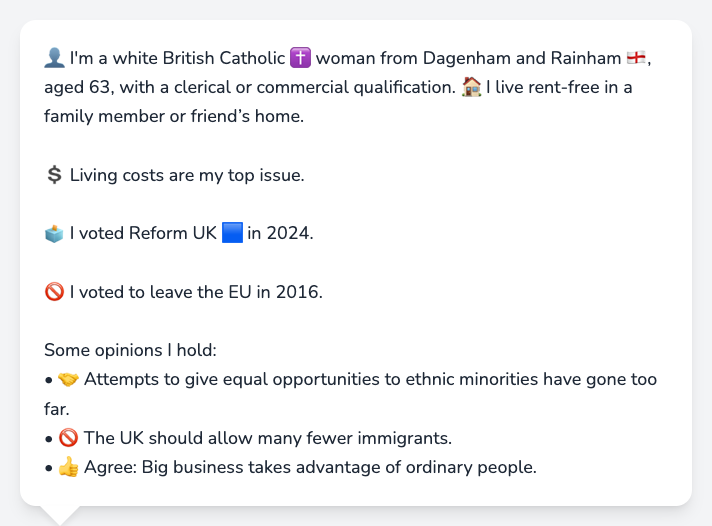 👤 I'm a white British Catholic ✝️ woman from Dagenham and Rainham 🏴󠁧󠁢󠁥󠁮󠁧󠁿,
aged 63, with a clerical or commercial qualification. 🏠 I live rent-free in a
family member or friend’s home.
💲 Living costs are my top issue.
🗳️ I voted Reform UK 🟦 in 2024.
🚫 I voted to leave the EU in 2016.
Some opinions I hold:
• 🤝 Attempts to give equal opportunities to ethnic minorities have gone too
far.
• 🚫 The UK should allow many fewer immigrants.
• 👍 Agree: Big business takes advantage of ordinary people.